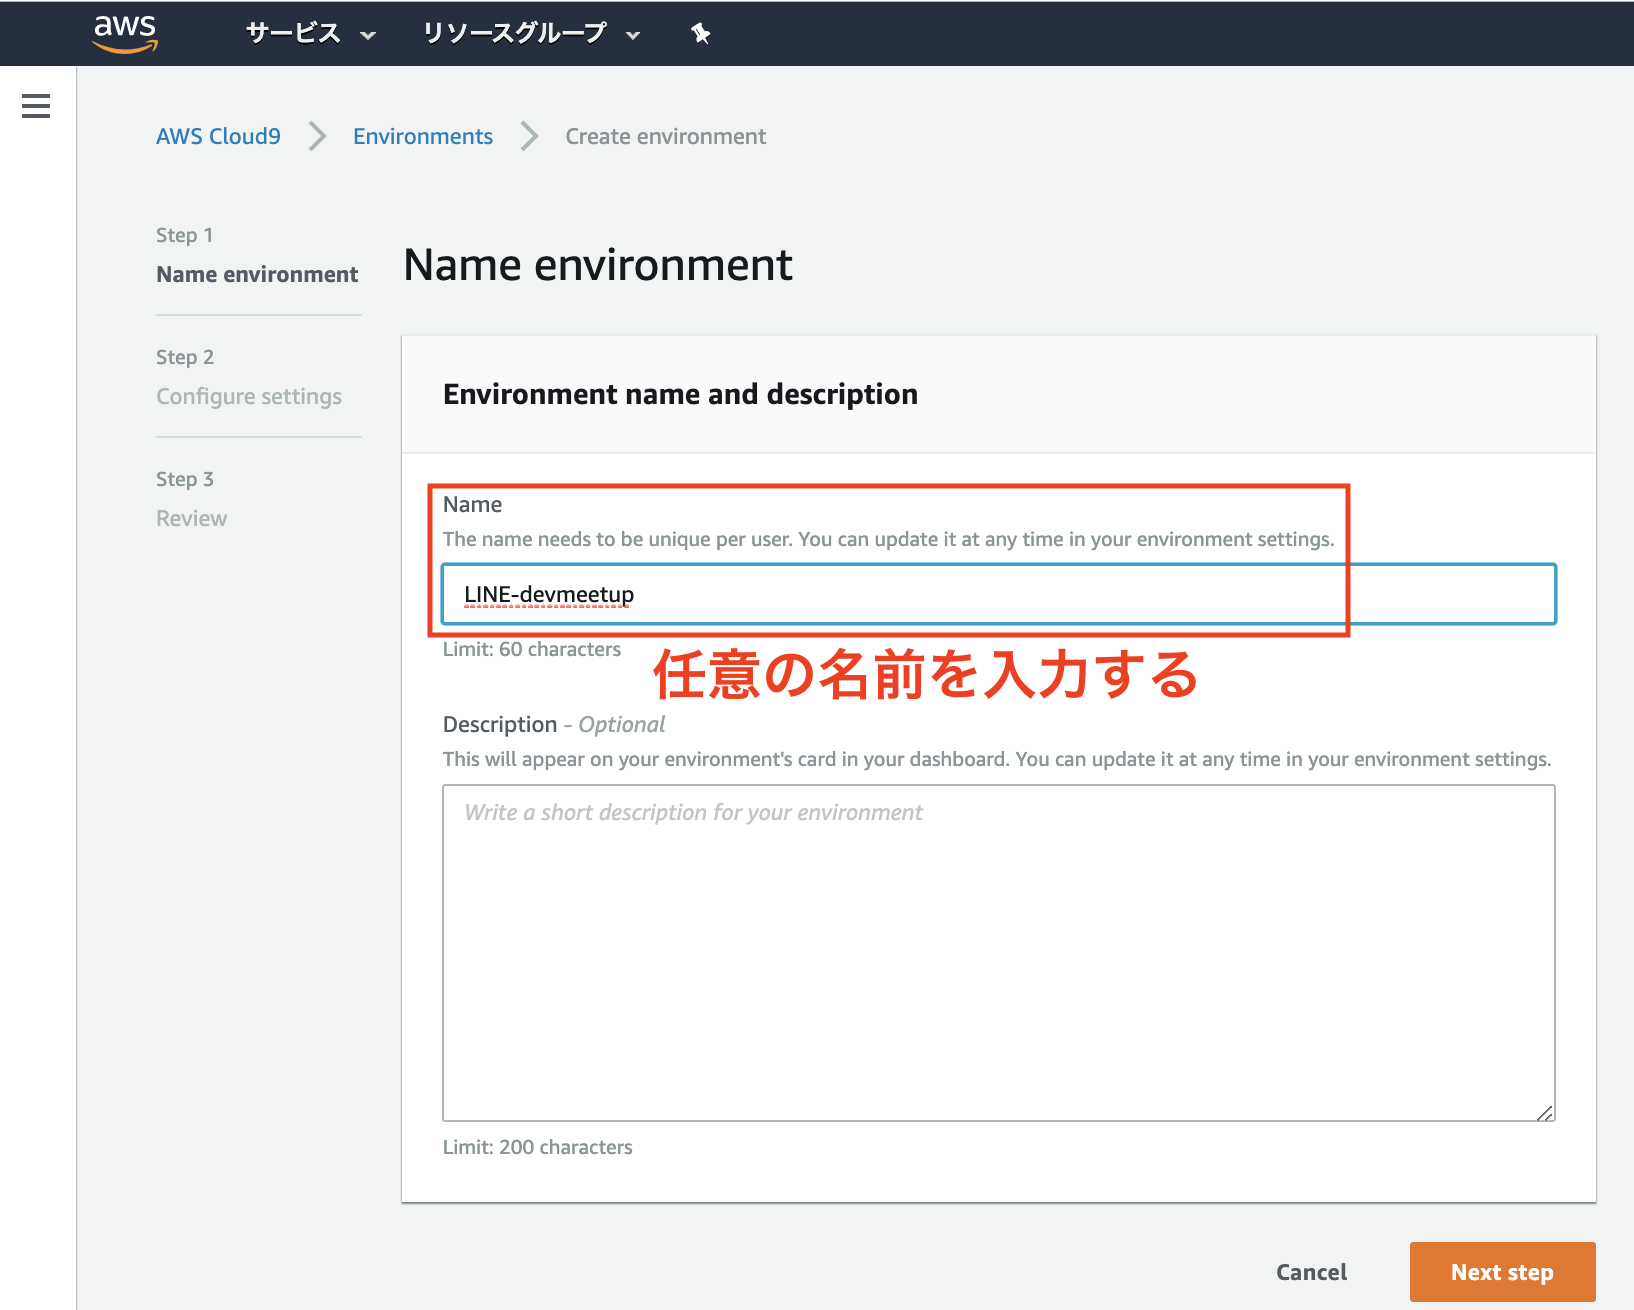 aws サービス リソースグループ
AWS Cloud9 Environments Create environment
Step 1
Name environment
Step 2
Configure settings
Step 3
Review
Name environment
Environment name and description
Name
The name needs to be unique per user. You can update it at any time in your environment settings.
LINE-devmeetup
Limit: 60 characters
任意の名前を入力する
Description - Optional
This will appear on your environment's card in your dashboard. You can update it at any time in your environment settings.
Write a short description for your environment
Limit: 200 characters
Cancel Next step